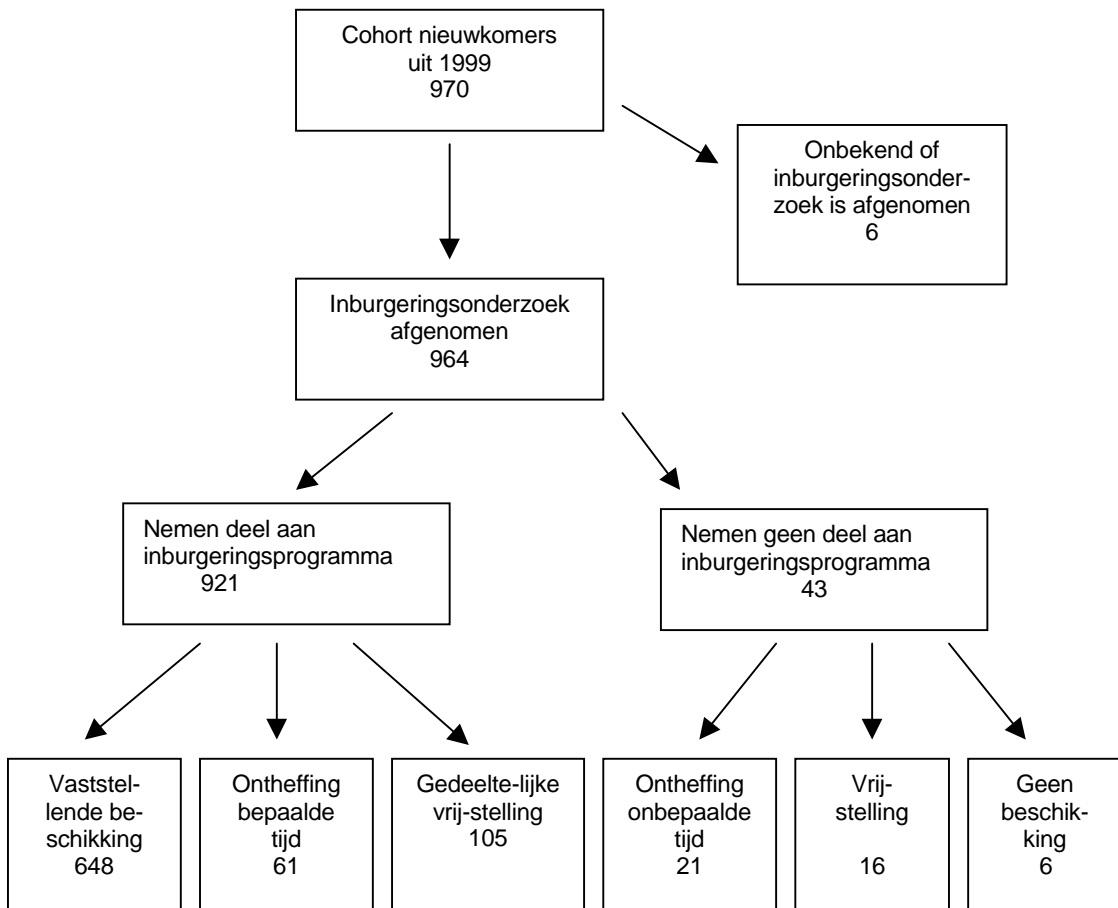 Cohort nieuwkomers
uit 1999
970
Onbekend of
inburgeringsonder-
zoek is afgenomen
6
Inburgeringsonderzoek
afgenomen
964
Nemen deel aan
inburgeringsprogramma
921
Nemen geen deel aan
inburgeringsprogramma
43
Vaststel-
lende be-
schikking
648
Ontheffing
bepaalde
tijd
61
Gedeelte-lijke
vrij-stelling
105
Ontheffing
onbepaalde
tijd
21
Vrij-
stelling
16
Geen
beschik-
king
6